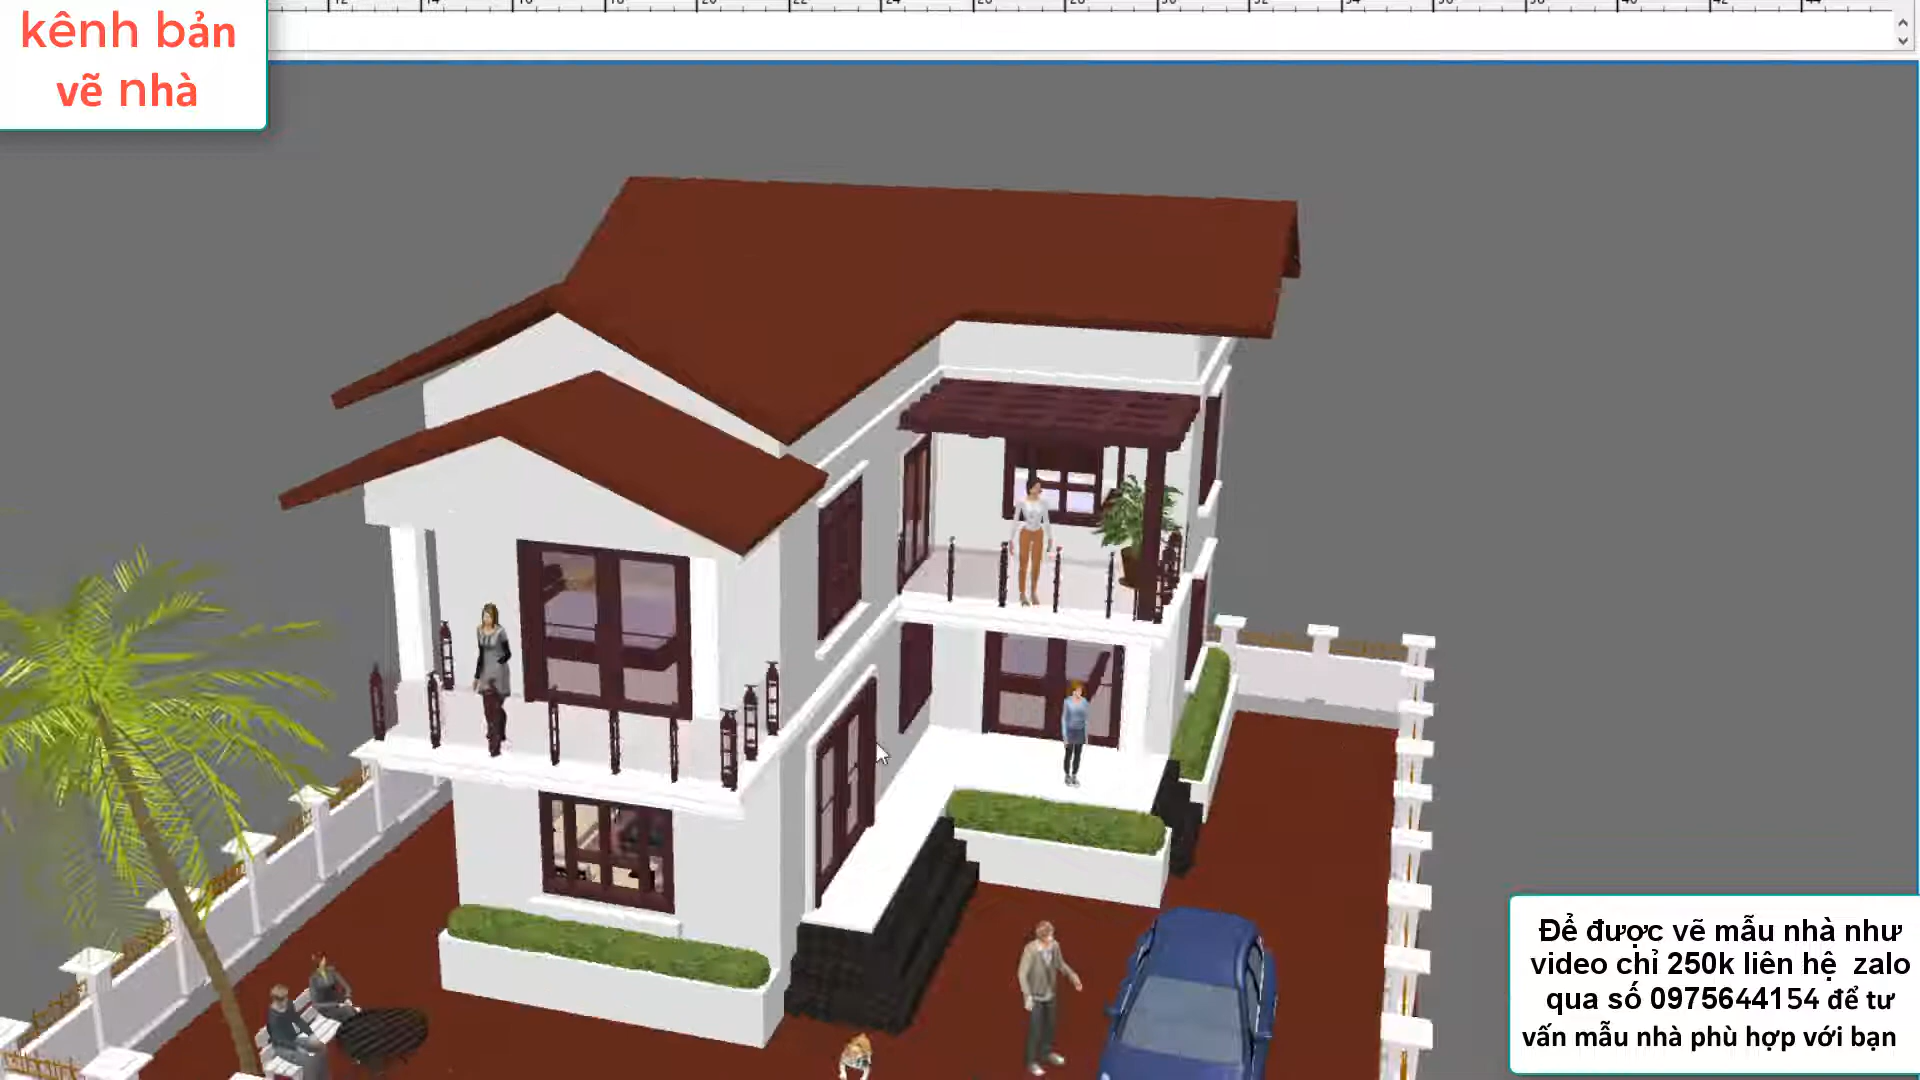 kênh bản
vẽ nhà
Để được vẽ mẫu nhà như
video chỉ 250k liên hệ zalo
qua số 0975644154 để tư
vấn mẫu nhà phù hợp với bạn